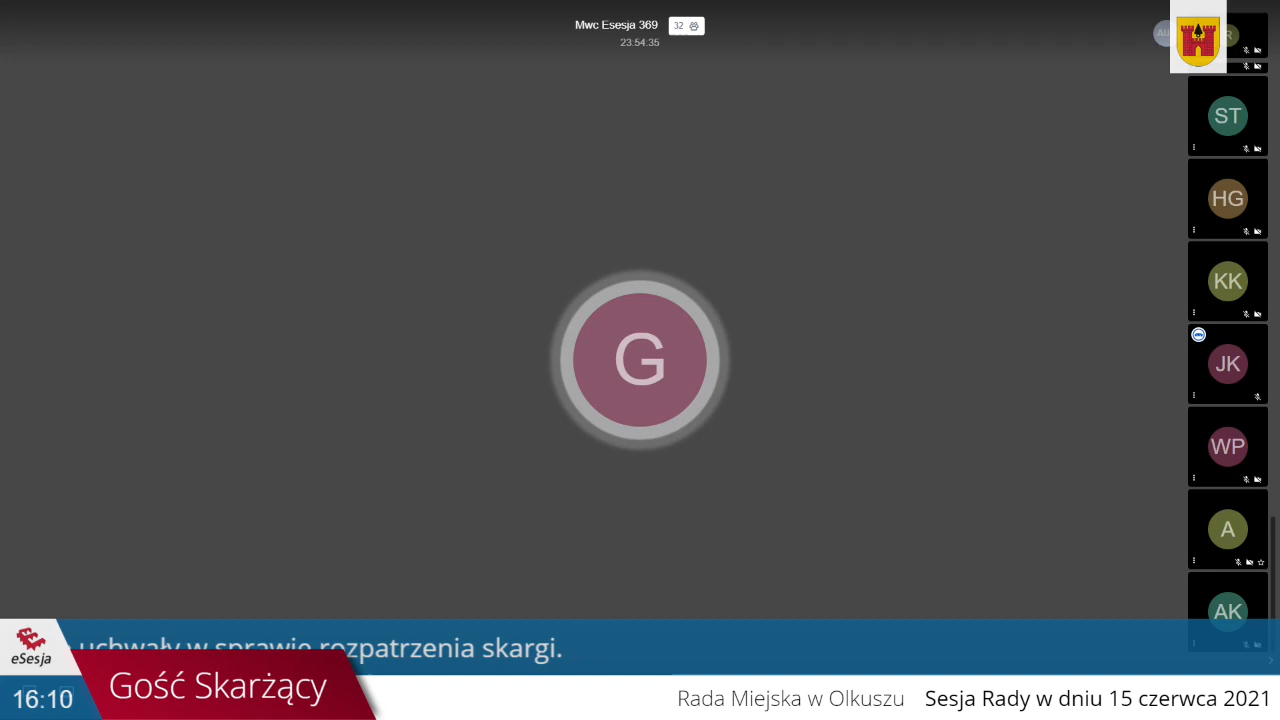 Mwc Esesja 369 32
23:54:35
AU R
ST
HG
KK
JK
WP
A
AK
G
uchwały w sprawie rozpatrzenia skargi.
eSesja
Gość Skarżący
16:10
Rada Miejska w Olkuszu Sesja Rady w dniu 15 czerwca 2021